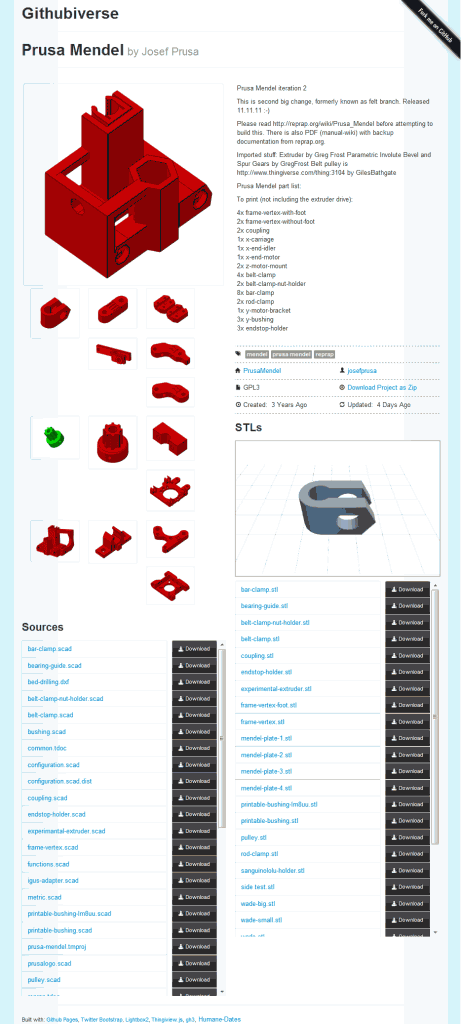 Githubiverse
Fork me on GitHub
Prusa Mendel by Josef Prusa
Prusa Mendel iteration 2
This is second big change, formerly known as felt branch. Released
11.11.11 :-)
Please read http://reprap.org/wiki/Prusa_Mendel before attempting to
build this. There is also PDF (manual-wiki) with backup
documentation from reprap.org.
Imported stuff: Extruder by Greg Frost Parametric Involute Bevel and
Spur Gears by GregFrost Belt pulley is
http://www.thingiverse.com/thing:3104 by GilesBathgate
Prusa Mendel part list:
To print (not including the extruder drive):
4x frame-vertex-with-foot
2x frame-vertex-without-foot
2x coupling
1x x-carriage
1x x-end-idler
1x x-end-motor
2x z-motor-mount
4x belt-clamp
2x belt-clamp-nut-holder
8x bar-clamp
2x rod-clamp
1x y-motor-bracket
3x y-bushing
3x endstop-holder
mendel prusa mendel reprap
PrusaMendel josefprusa
GPL3 Download Project as Zip
Created: 3 Years Ago Updated: 4 Days Ago
STLs
bar-clamp.stl Download
bearing-guide.stl Download
belt-clamp-nut-holder.stl Download
belt-clamp.stl Download
coupling.stl Download
endstop-holder.stl Download
experimental-extruder.stl Download
frame-vertex-foot.stl Download
frame-vertex.stl Download
mendel-plate-1.stl Download
mendel-plate-2.stl Download
mendel-plate-3.stl Download
mendel-plate-4.stl Download
printable-bushing-lm8uu.stl Download
printable-bushing.stl Download
pulley.stl Download
rod-clamp.stl Download
sanguinololu-holder.stl Download
side test.stl Download
wade-big.stl Download
wade-small.stl Download
Sources
bar-clamp.scad Download
bearing-guide.scad Download
bed-drilling.dxf Download
belt-clamp-nut-holder.scad Download
belt-clamp.scad Download
bushing.scad Download
common.tdoc Download
configuration.scad Download
configuration.scad.dist Download
coupling.scad Download
endstop-holder.scad Download
experimantal-extruder.scad Download
frame-vertex.scad Download
functions.scad Download
igus-adapter.scad Download
metric.scad Download
printable-bushing-lm8uu.scad Download
printable-bushing.scad Download
prusa-mendel.tmproj Download
prusalogo.scad Download
pulley.scad Download
Built with: Github Pages, Twitter Bootstrap, Lightbox2, Thingiview.js, gh3, Humane-Dates